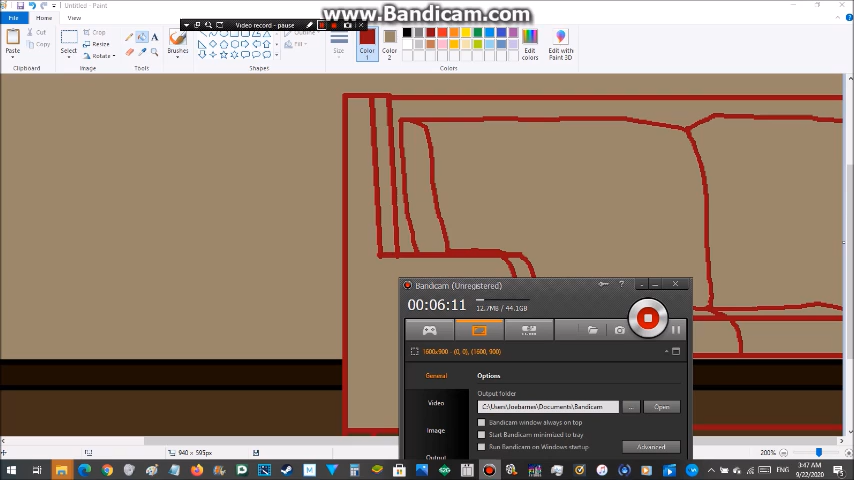 www.Bandicam.com
Untitled - Paint
Video record - pause
File
Home
View
Paste
Cut
Copy
Clipboard
Select
Crop
Resize
Rotate
Image
Tools
Brushes
Outline
Fill
Shapes
Size
Color
1
Color
2
Colors
Edit
colors
Edit with
Paint 3D
Bandicam (Unregistered)
00:06:11
12.7MB / 44.1GB
1600x900 - (0, 0), (1600, 900)
General
Options
Output folder
C:\Users\Joebarnes\Documents\Bandicam
...
Open
Video
Bandicam window always on top
Start Bandicam minimized to tray
Image
Run Bandicam on Windows startup
Advanced
Output
940 × 595px
200%
ENG
3:47 AM
9/22/2020